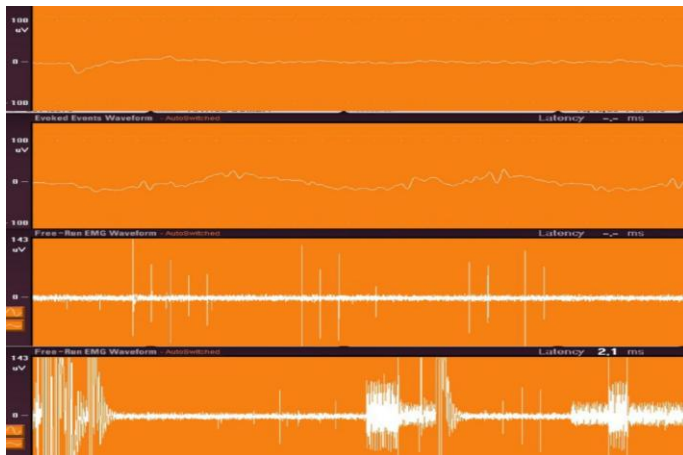 100
uV
0
100
Evoked Events Waveform - AutoSwitched Latency -.- ms
100
uV
0
100
Free-Run EMG Waveform - AutoSwitched Latency -.- ms
143
uV
0
Free-Run EMG Waveform - AutoSwitched Latency 2.1 ms
143
uV
0